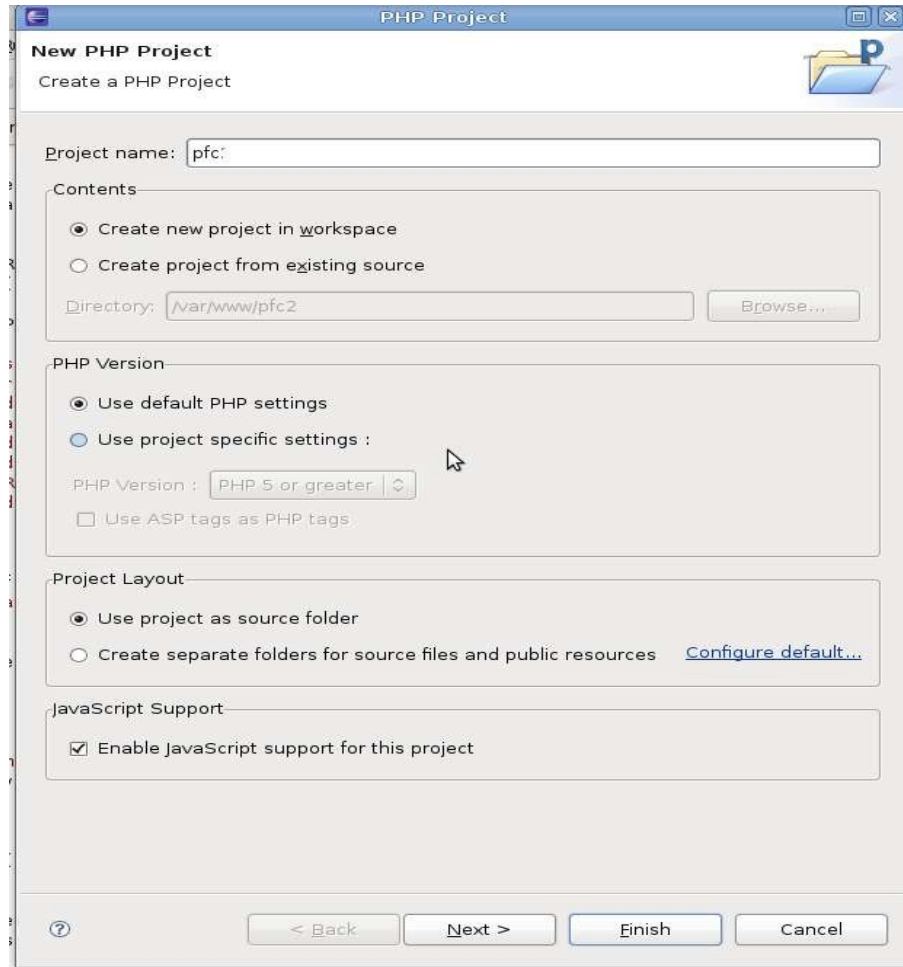 PHP Project
New PHP Project
Create a PHP Project
Project name: pfc
Contents
Create new project in workspace
Create project from existing source
Directory: /var/www/pfc2 Browse...
PHP Version
Use default PHP settings
Use project specific settings :
PHP Version : PHP 5 or greater
Use ASP tags as PHP tags
Project Layout
Use project as source folder
Create separate folders for source files and public resources Configure default...
JavaScript Support
Enable JavaScript support for this project
< Back Next > Finish Cancel